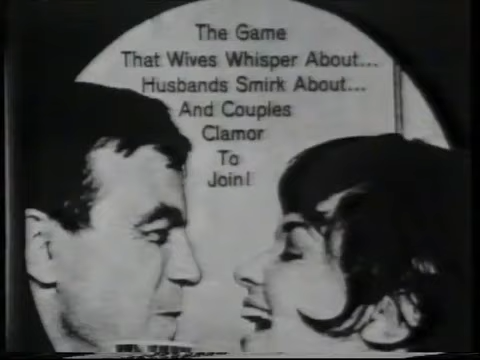 The Game
That Wives Whisper About...
Husbands Smirk About...
And Couples
Clamor
To
Join!